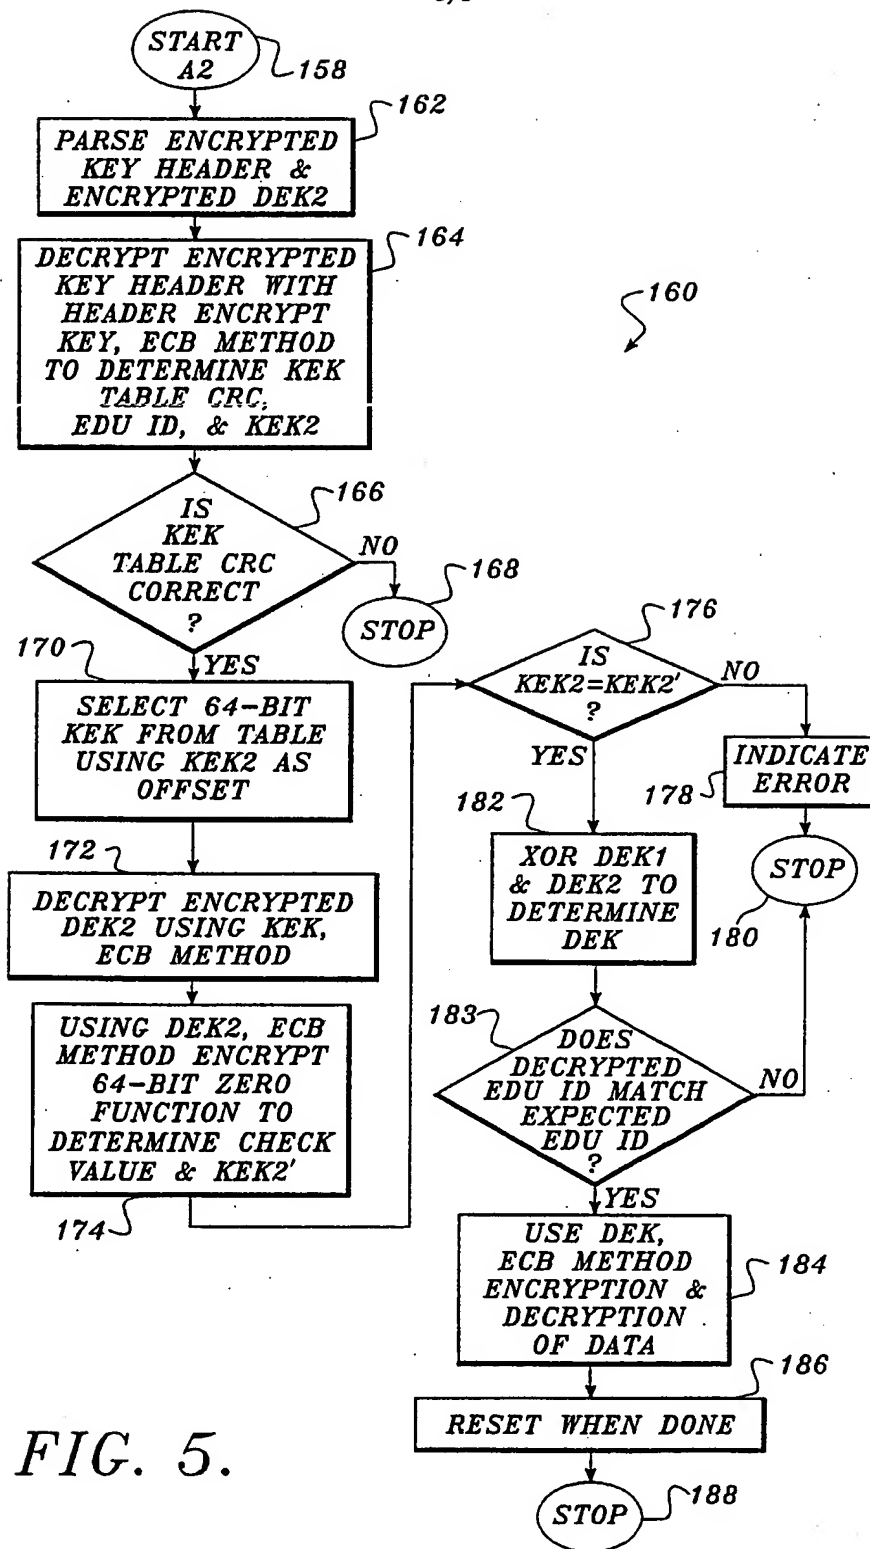 START
A2
158
162
PARSE ENCRYPTED
KEY HEADER &
ENCRYPTED DEK2
164
DECRYPT ENCRYPTED
KEY HEADER WITH
HEADER ENCRYPT
KEY, ECB METHOD
TO DETERMINE KEK
TABLE CRC,
EDU ID, & KEK2
160
166
IS
KEK
TABLE CRC
CORRECT
?
NO
168
STOP
YES
170
SELECT 64-BIT
KEK FROM TABLE
USING KEK2 AS
OFFSET
172
DECRYPT ENCRYPTED
DEK2 USING KEK,
ECB METHOD
USING DEK2, ECB
METHOD ENCRYPT
64-BIT ZERO
FUNCTION TO
DETERMINE CHECK
VALUE & KEK2'
174
176
IS
KEK2=KEK2'
?
NO
YES
INDICATE
ERROR
178
STOP
180
182
XOR DEK1
& DEK2 TO
DETERMINE
DEK
183
DOES
DECRYPTED
EDU ID MATCH
EXPECTED
EDU ID
?
NO
YES
USE DEK,
ECB METHOD
ENCRYPTION &
DECRYPTION
OF DATA
184
186
RESET WHEN DONE
STOP
188
FIG. 5.